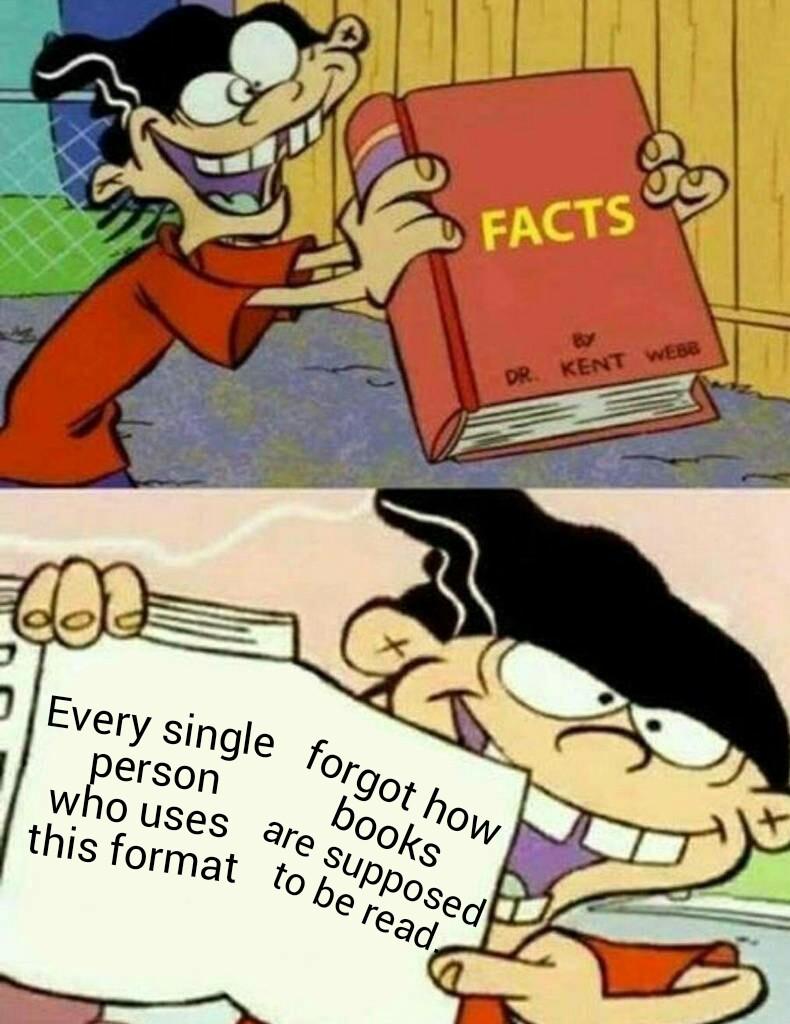 FACTS
BY
DR. KENT WEBB
Every single
person
who uses
this format
forgot how
books
are supposed
to be read.